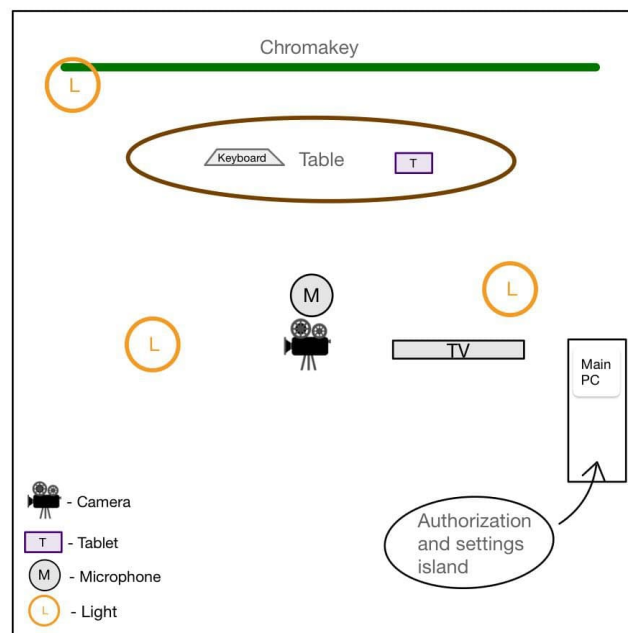 Chromakey
L
Keyboard
Table
T
M
L
L
TV
Main
PC
Authorization
and settings
island
- Camera
T - Tablet
M - Microphone
L - Light